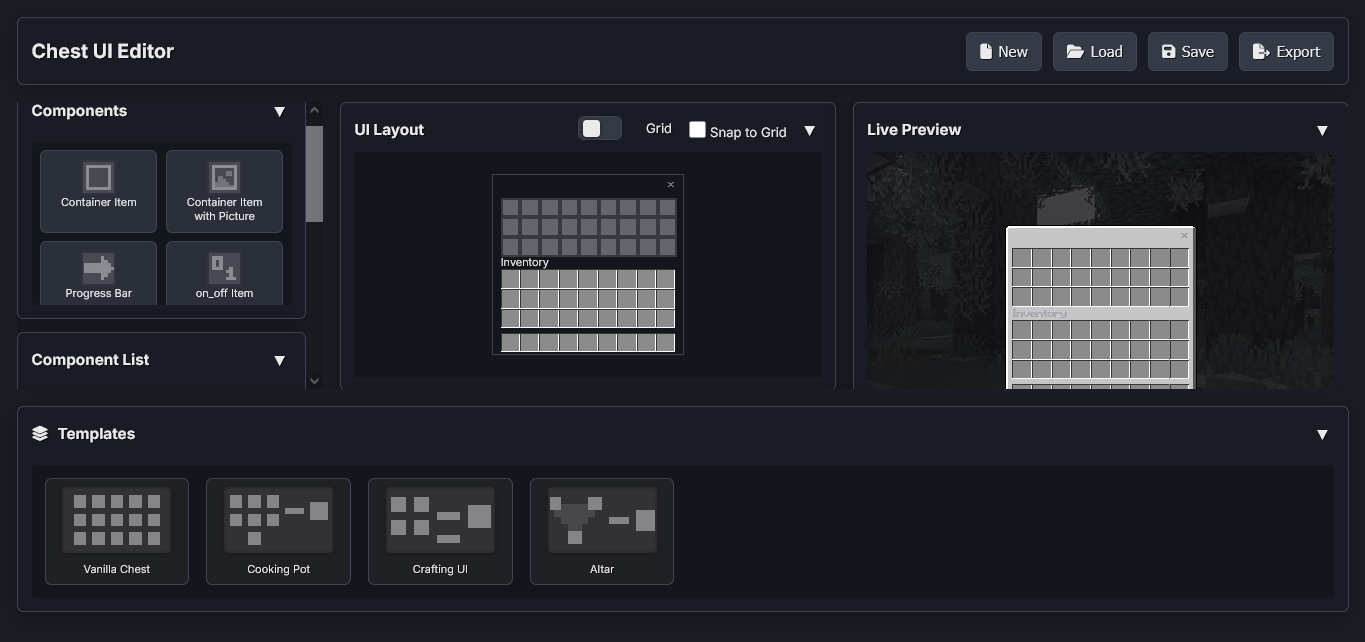 Chest UI Editor
New
Load
Save
Export
Components
Container Item
Container Item
with Picture
Progress Bar
on_off Item
Component List
UI Layout
Grid
Snap to Grid
Inventory
Live Preview
Inventory
Templates
Vanilla Chest
Cooking Pot
Crafting UI
Altar